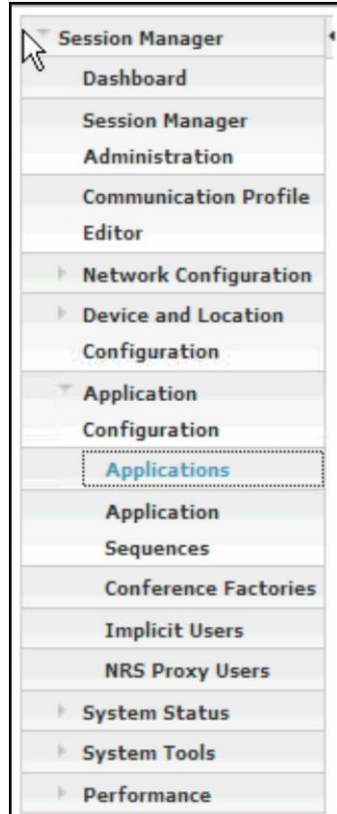 Session Manager
Dashboard
Session Manager
Administration
Communication Profile
Editor
Network Configuration
Device and Location
Configuration
Application
Configuration
Applications
Application
Sequences
Conference Factories
Implicit Users
NRS Proxy Users
System Status
System Tools
Performance